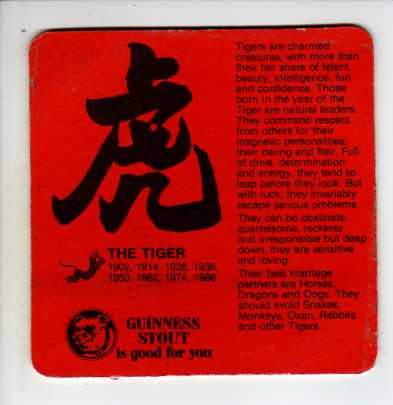 虎
THE TIGER
1902, 1914, 1926, 1938,
1950, 1962, 1974, 1986
GUINNESS
STOUT
is good for you
Tigers are charmed
creatures, with more than
their fair share of talent,
beauty, intelligence, fun
and confidence. Those
born in the year of the
Tiger are natural leaders.
They command respect
from others for their
magnetic personalities,
their daring and flair. Full
of drive, determination
and energy, they tend to
leap before they look. But
with luck, they invariably
escape serious problems.
They can be obstinate,
quarrelsome, reckless
and irresponsible but deep
down, they are sensitive
and loving.
Their best marriage
partners are Horses,
Dragons and Dogs. They
should avoid Snakes,
Monkeys, Oxen, Rabbits
and other Tigers.